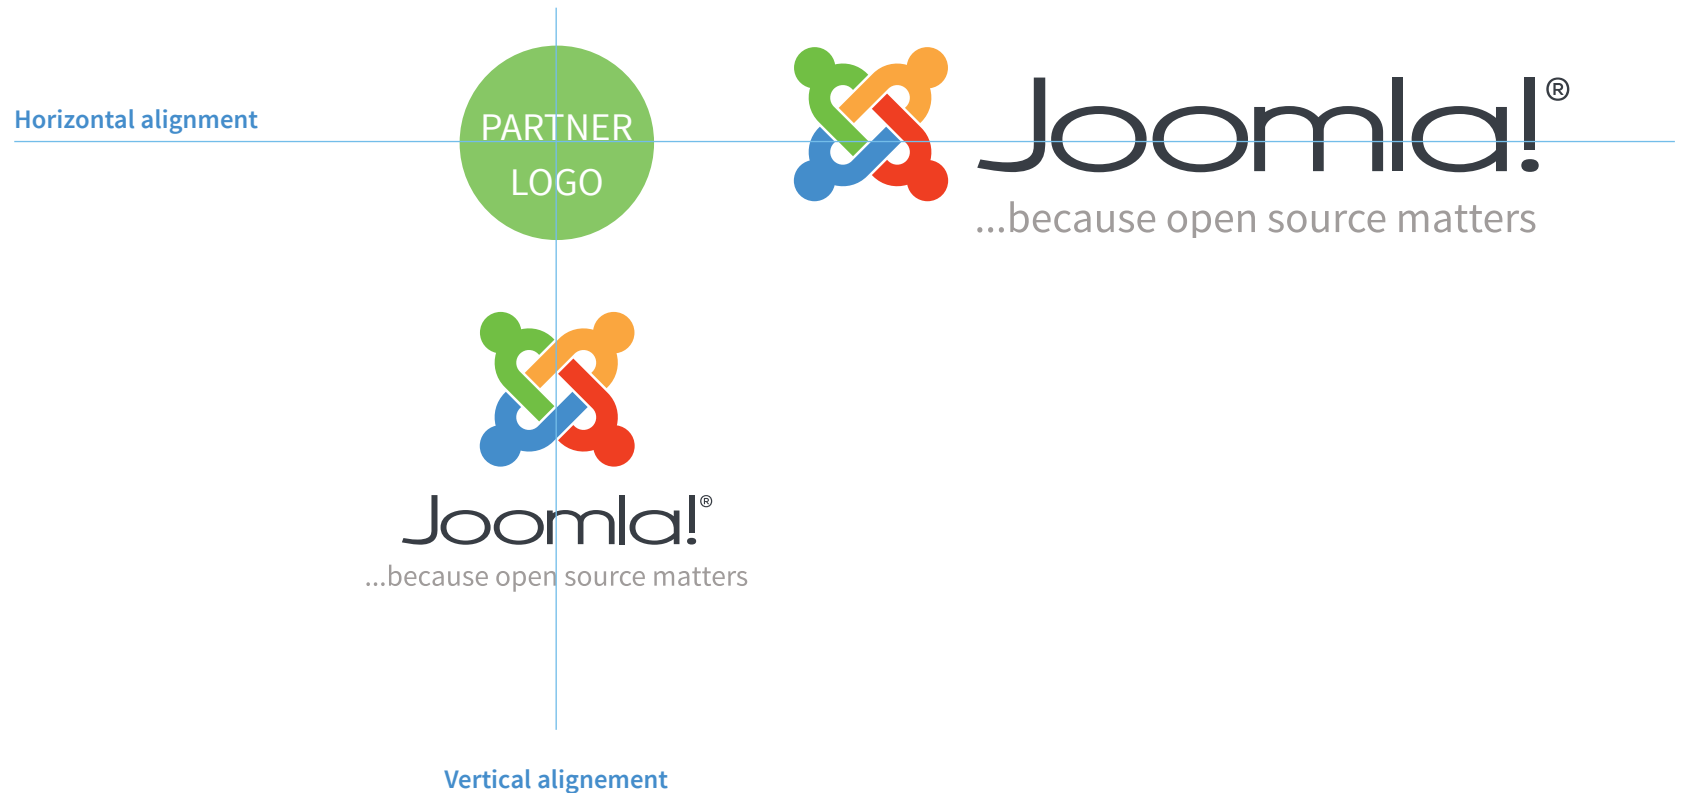 Horizontal alignment
PARTNER
LOGO
Joomla!®
...because open source matters
Joomla!®
...because open source matters
Vertical alignement